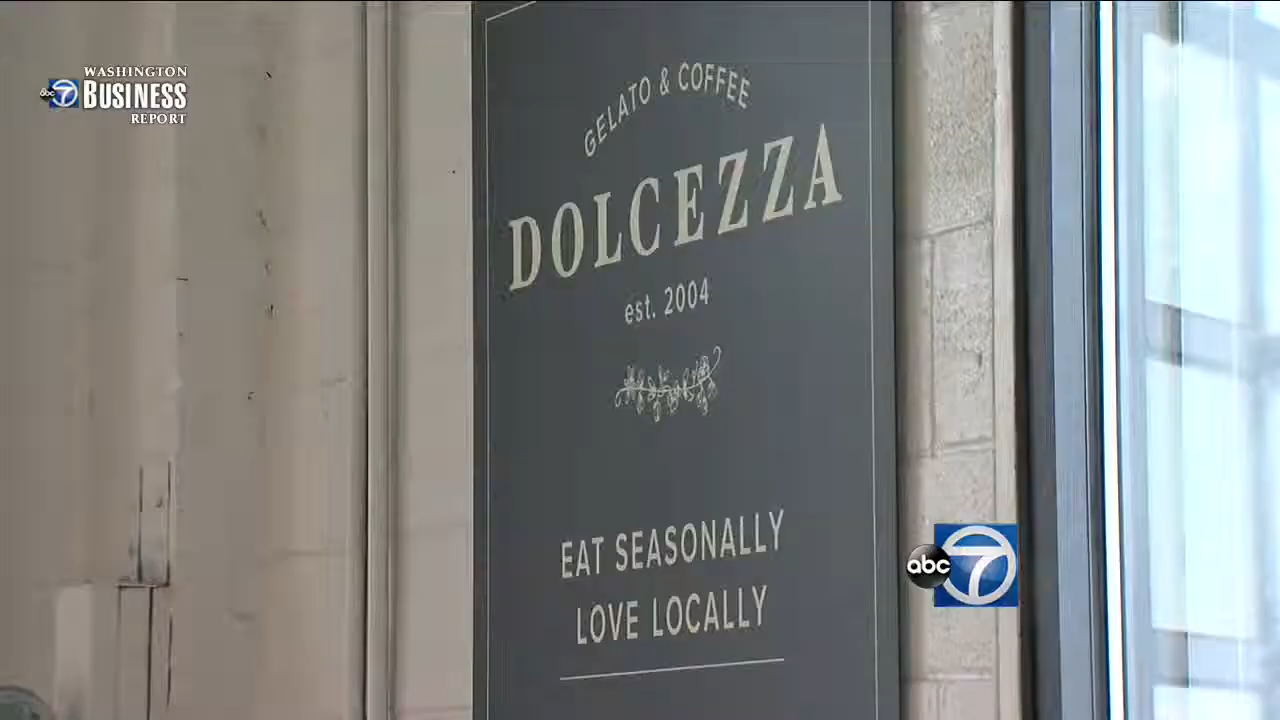 WASHINGTON
abc 7 BUSINESS
REPORT
GELATO & COFFEE
DOLCEZZA
est. 2004
EAT SEASONALLY
LOVE LOCALLY
abc 7